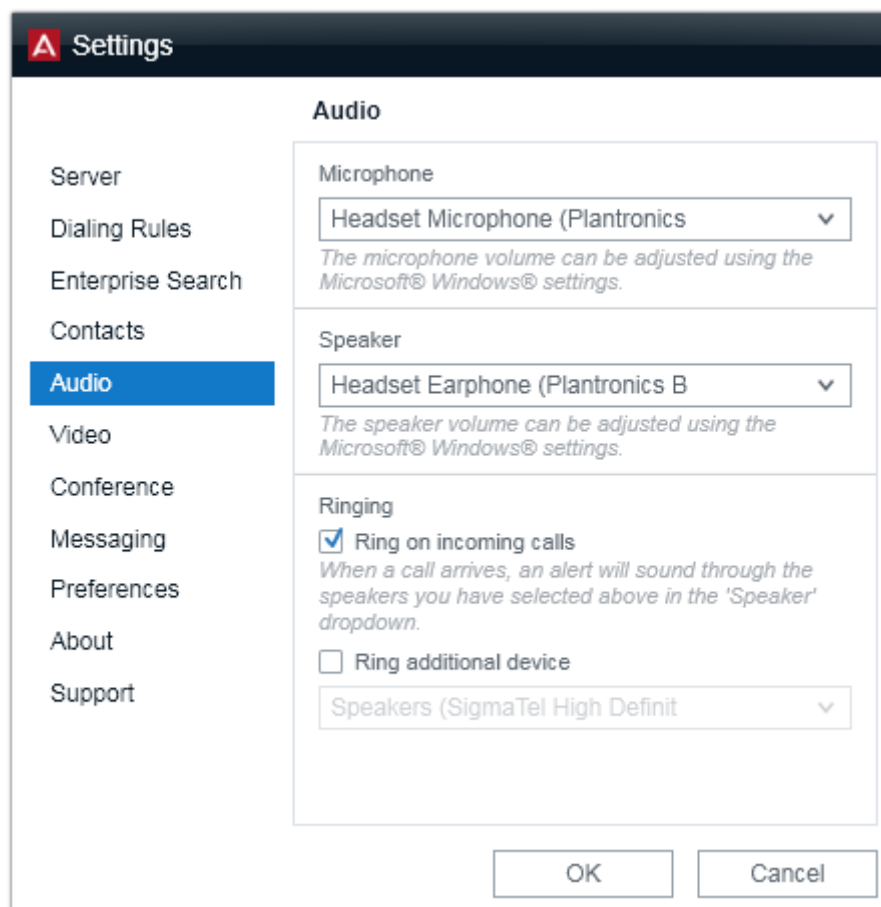 Settings
Audio
Server
Dialing Rules
Enterprise Search
Contacts
Audio
Video
Conference
Messaging
Preferences
About
Support
Microphone
Headset Microphone (Plantronics
The microphone volume can be adjusted using the
Microsoft® Windows® settings.
Speaker
Headset Earphone (Plantronics B
The speaker volume can be adjusted using the
Microsoft® Windows® settings.
Ringing
Ring on incoming calls
When a call arrives, an alert will sound through the
speakers you have selected above in the 'Speaker'
dropdown.
Ring additional device
Speakers (SigmaTel High Definit
OK
Cancel